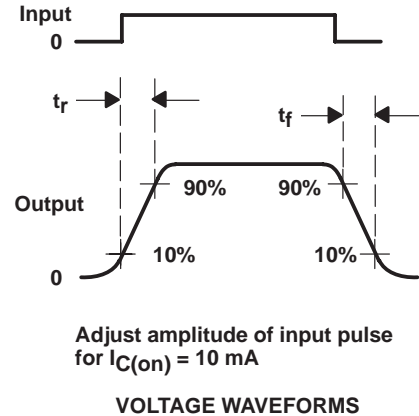 Input
0
tr
tf
90% 90%
Output
10% 10%
0
Adjust amplitude of input pulse
for IC(on) = 10 mA
VOLTAGE WAVEFORMS